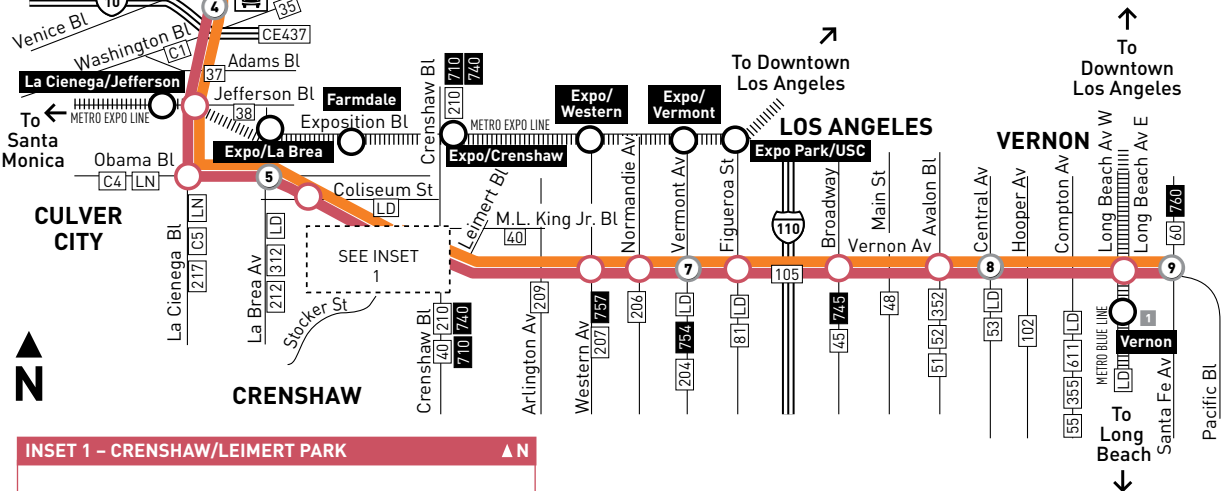 10
4
35
Venice Bl
Washington Bl
C1
CE437
37
Adams Bl
La Cienega/Jefferson
Jefferson Bl
38
To
Santa
Monica
METRO EXPO LINE
Farmdale
Exposition Bl
Expo/La Brea
Crenshaw Bl
710
740
210
METRO EXPO LINE
Expo/Crenshaw
Expo/
Western
Expo/
Vermont
To Downtown
Los Angeles
Expo Park/USC
LOS ANGELES
VERNON
To
Downtown
Los Angeles
Obama Bl
C4
LN
5
Coliseum St
LD
CULVER
CITY
La Cienega Bl
217
C5
LN
La Brea Av
212
312
LD
SEE INSET
1
Stocker St
Leimert Bl
M.L. King Jr. Bl
40
Crenshaw Bl
40
210
710
740
CRENSHAW
Arlington Av
209
Western Av
207
757
Normandie Av
206
Vermont Av
7
204
754
LD
Figueroa St
81
LD
110
105
Broadway
45
745
Main St
48
Vernon Av
Avalon Bl
51
52
352
Central Av
8
53
LD
Hooper Av
102
Compton Av
55
355
611
LD
Long Beach Av W
Long Beach Av E
METRO BLUE LINE
1
Vernon
LD
To
Long
Beach
60
760
9
Santa Fe Av
Pacific Bl
N
INSET 1 – CRENSHAW/LEIMERT PARK
N